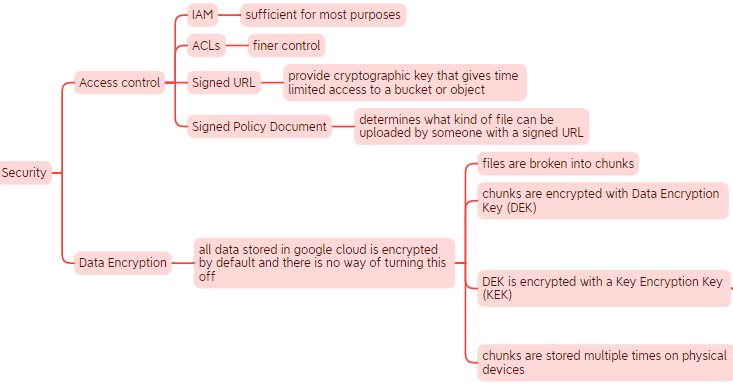 IAM
sufficient for most purposes
ACLs
finer control
Access control
Signed URL
provide cryptographic key that gives time
limited access to a bucket or object
Signed Policy Document
determines what kind of file can be
uploaded by someone with a signed URL
Security
files are broken into chunks
chunks are encrypted with Data Encryption
Key (DEK)
Data Encryption
all data stored in google cloud is encrypted
by default and there is no way of turning this
off
DEK is encrypted with a Key Encryption Key
(KEK)
chunks are stored multiple times on physical
devices